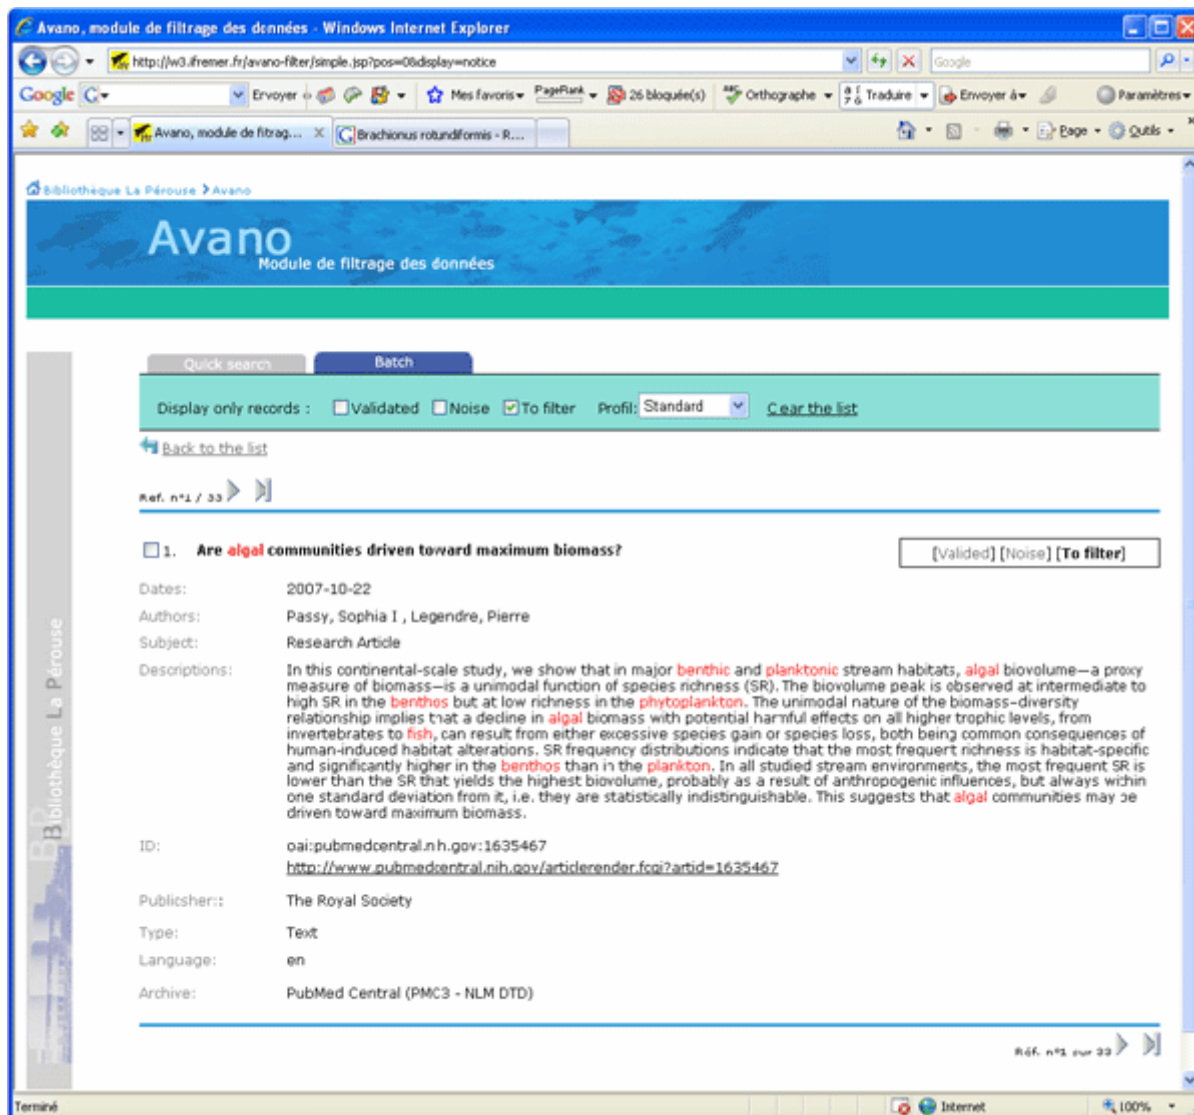 Avano, module de filtrage des données - Windows Internet Explorer
http://w3.ifremer.fr/avano-filter/simple.jsp?pos=0&display=notice
Google
Google
Envoyer
Mes favoris
PageRank
26 bloquée(s)
Orthographe
Traduire
Envoyer à
Paramètres
Avano, module de fitrag...
Brachionus rotundiformis - R...
Page
Outils
Bibliothèque La Pérouse > Avano
Avano
Module de filtrage des données
Quick search
Batch
Display only records :
Validated
Noise
To filter
Profil:
Standard
Clear the list
Back to the list
Ref. n°1 / 33
1. Are algal communities driven toward maximum biomass?
[Valided] [Noise] [To filter]
Dates: 2007-10-22
Authors: Passy, Sophia I , Legendre, Pierre
Subject: Research Article
Descriptions: In this continental-scale study, we show that in major benthic and planktonic stream habitats, algal biovolume—a proxy
measure of biomass—is a unimodal function of species richness (SR). The biovolume peak is observed at intermediate to
high SR in the benthos but at low richness in the phytoplankton. The unimodal nature of the biomass–diversity
relationship implies that a decline in algal biomass with potential harmful effects on all higher trophic levels, from
invertebrates to fish, can result from either excessive species gain or species loss, both being common consequences of
human-induced habitat alterations. SR frequency distributions indicate that the most frequent richness is habitat-specific
and significantly higher in the benthos than in the plankton. In all studied stream environments, the most frequent SR is
lower than the SR that yields the highest biovolume, probably as a result of anthropogenic influences, but always within
one standard deviation from it, i.e. they are statistically indistinguishable. This suggests that algal communities may be
driven toward maximum biomass.
ID: oai:pubmedcentral.nih.gov:1635467
http://www.pubmedcentral.nih.gov/articlerender.fcgi?artid=1635467
Publicsher:: The Royal Society
Type: Text
Language: en
Archive: PubMed Central (PMC3 - NLM DTD)
Réf. n°1 sur 33
Bibliothèque La Pérouse
Terminé
Internet
100%